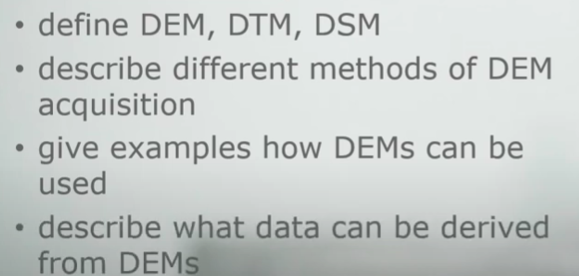 • define DEM, DTM, DSM
• describe different methods of DEM
acquisition
• give examples how DEMs can be
used
• describe what data can be derived
from DEMs